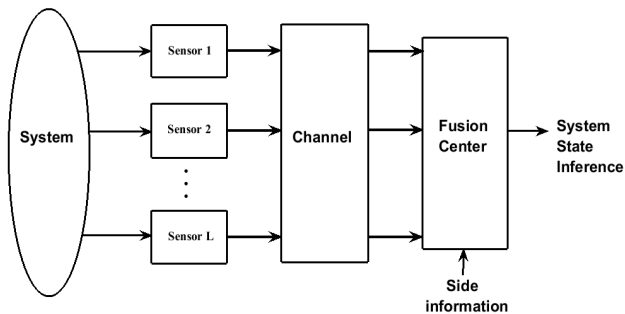 System
Sensor 1
Sensor 2
Sensor L
Channel
Fusion
Center
System
State
Inference
Side
information